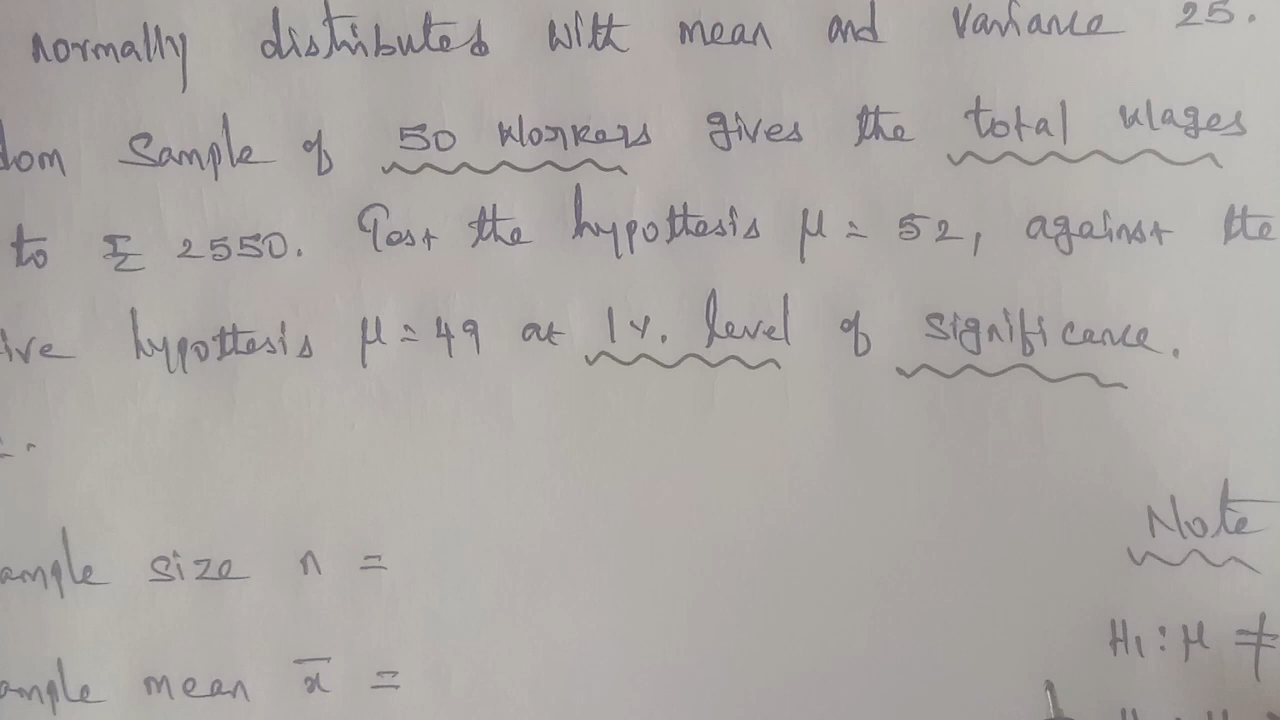 normally distributed with mean and variance 25.
dom sample of 50 workers gives the total wages
to Σ 2550. Test the hypothesis μ = 52, against the
ive hypothesis μ = 49 at 1%. level of significance.
ample size n =
Note
ample mean x̄ =
H₁ : μ ≠